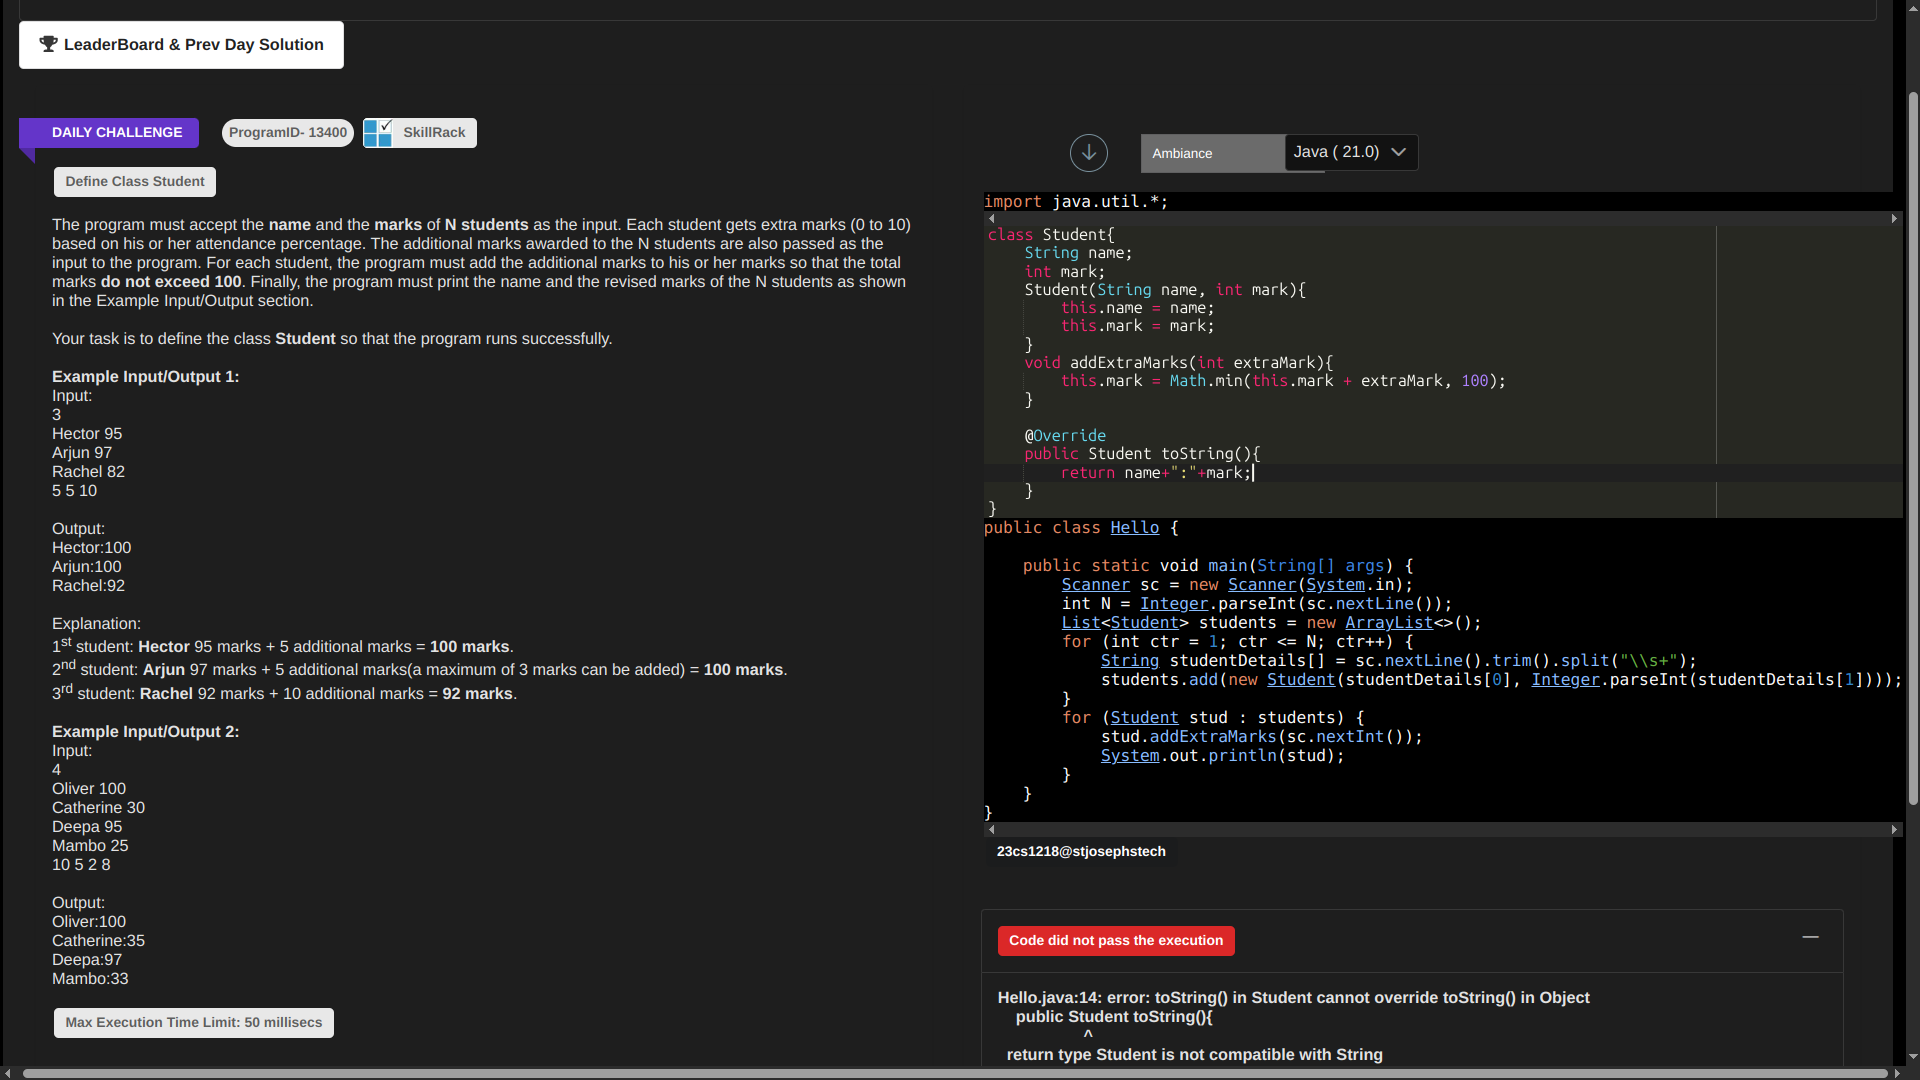 LeaderBoard & Prev Day Solution
DAILY CHALLENGE
ProgramID- 13400
SkillRack
Define Class Student
The program must accept the name and the marks of N students as the input. Each student gets extra marks (0 to 10)
based on his or her attendance percentage. The additional marks awarded to the N students are also passed as the
input to the program. For each student, the program must add the additional marks to his or her marks so that the total
marks do not exceed 100. Finally, the program must print the name and the revised marks of the N students as shown
in the Example Input/Output section.
Your task is to define the class Student so that the program runs successfully.
Example Input/Output 1:
Input:
3
Hector 95
Arjun 97
Rachel 82
5 5 10
Output:
Hector:100
Arjun:100
Rachel:92
Explanation:
1st student: Hector 95 marks + 5 additional marks = 100 marks.
2nd student: Arjun 97 marks + 5 additional marks(a maximum of 3 marks can be added) = 100 marks.
3rd student: Rachel 92 marks + 10 additional marks = 92 marks.
Example Input/Output 2:
Input:
4
Oliver 100
Catherine 30
Deepa 95
Mambo 25
10 5 2 8
Output:
Oliver:100
Catherine:35
Deepa:97
Mambo:33
Max Execution Time Limit: 50 millisecs
Ambiance
Java ( 21.0)
import java.util.*;
class Student{
    String name;
    int mark;
    Student(String name, int mark){
        this.name = name;
        this.mark = mark;
    }
    void addExtraMarks(int extraMark){
        this.mark = Math.min(this.mark + extraMark, 100);
    }
    @Override
    public Student toString(){
        return name+":"+mark;
    }
}
public class Hello {
    public static void main(String[] args) {
        Scanner sc = new Scanner(System.in);
        int N = Integer.parseInt(sc.nextLine());
        List<Student> students = new ArrayList<>();
        for (int ctr = 1; ctr <= N; ctr++) {
            String studentDetails[] = sc.nextLine().trim().split("\\s+");
            students.add(new Student(studentDetails[0], Integer.parseInt(studentDetails[1])));
        }
        for (Student stud : students) {
            stud.addExtraMarks(sc.nextInt());
            System.out.println(stud);
        }
    }
}
23cs1218@stjosephstech
Code did not pass the execution
Hello.java:14: error: toString() in Student cannot override toString() in Object
    public Student toString(){
                   ^
  return type Student is not compatible with String